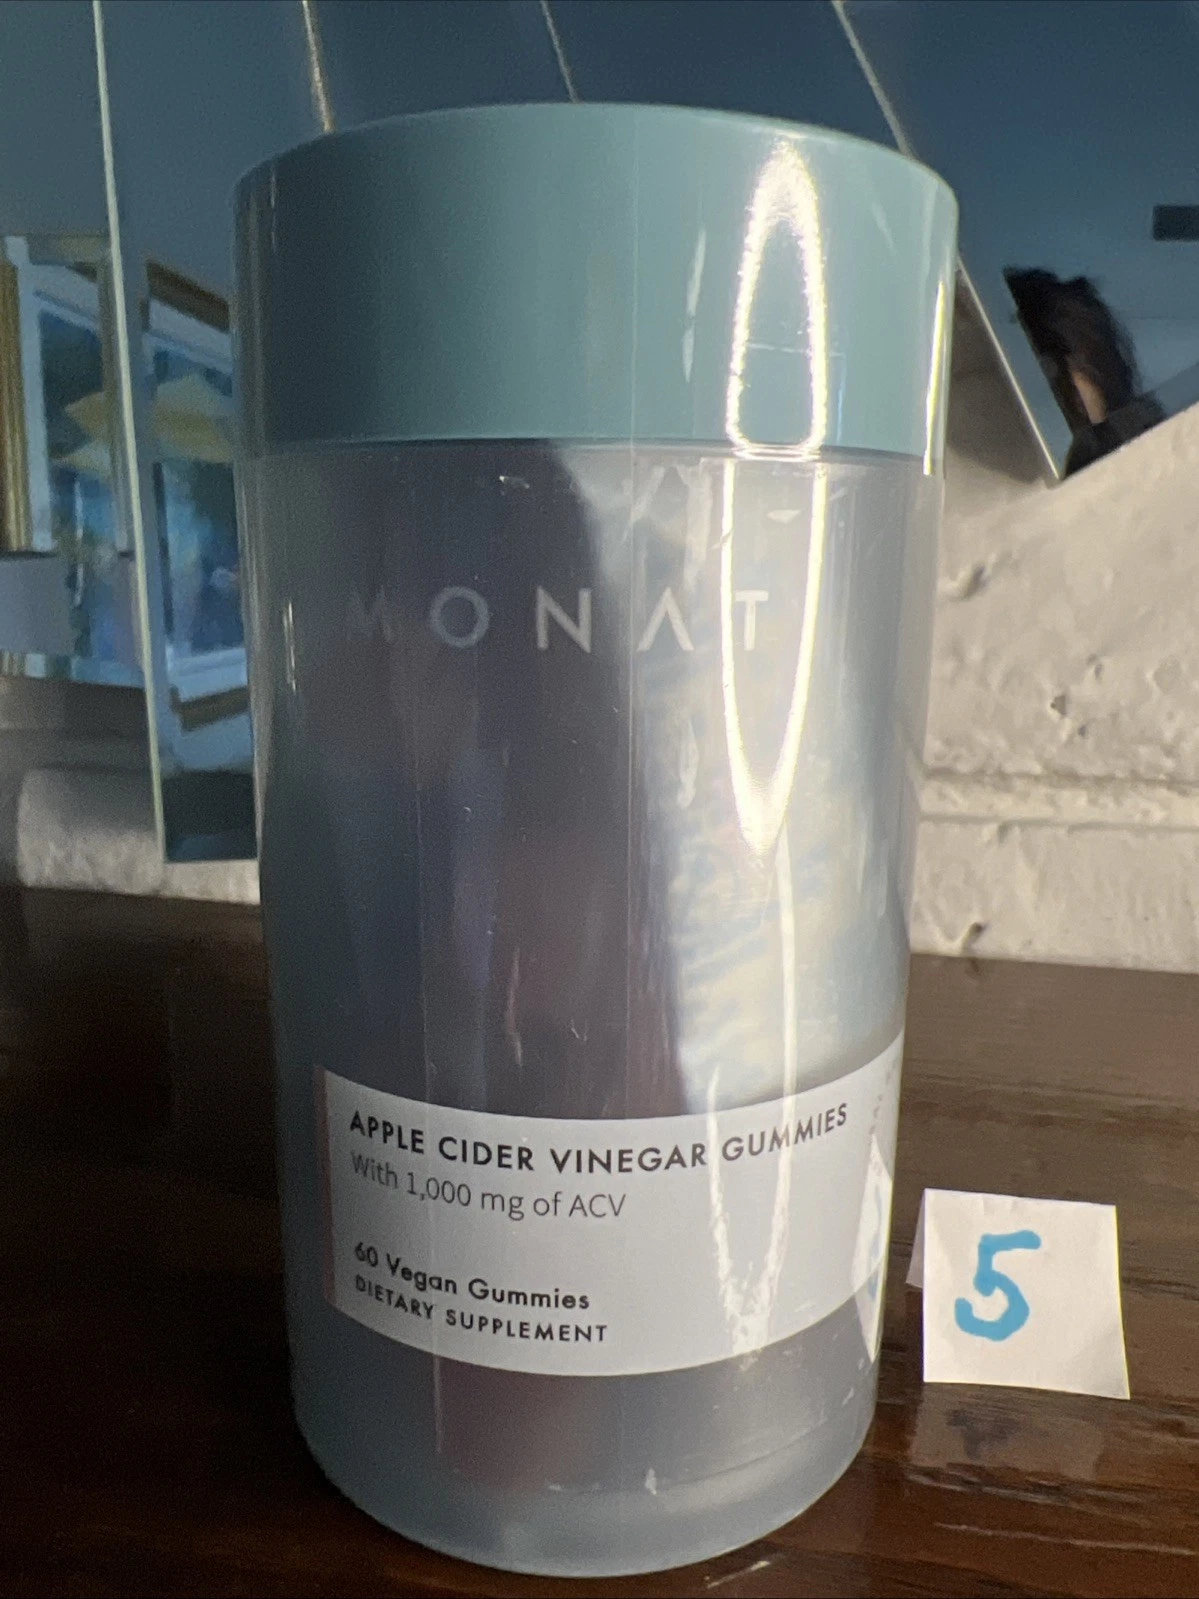 MONAT
APPLE CIDER VINEGAR GUMMIES
With 1,000 mg of ACV
60 Vegan Gummies
DIETARY SUPPLEMENT
5